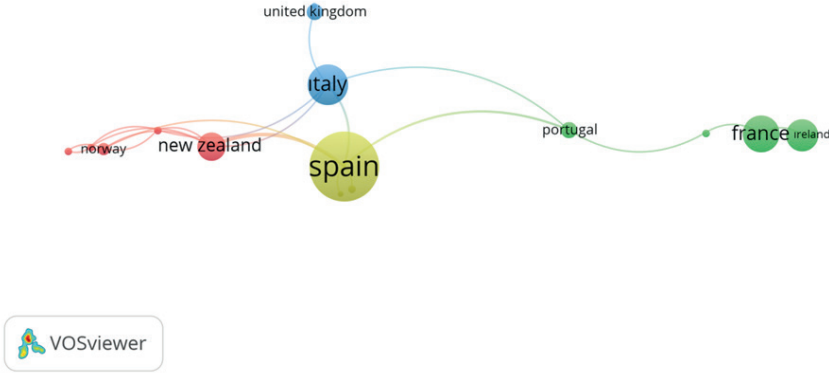 united kingdom
italy
portugal
france
ireland
norway
new zealand
spain
VOSviewer